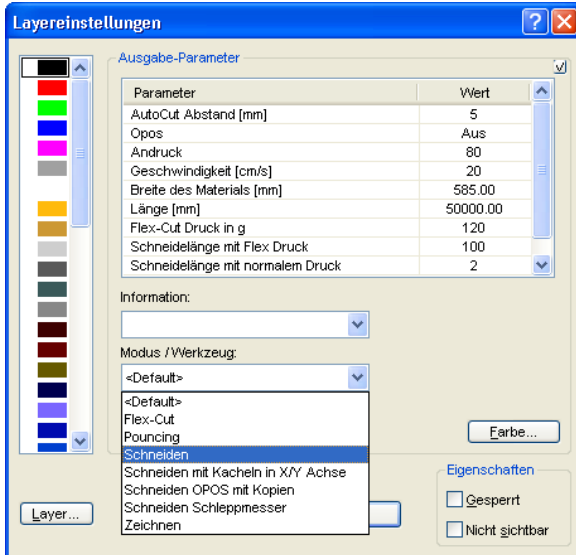 Layereinstellungen
Ausgabe-Parameter
Parameter Wert
AutoCut Abstand [mm] 5
Opos Aus
Andruck 80
Geschwindigkeit [cm/s] 20
Breite des Materials [mm] 585.00
Länge [mm] 50000.00
Flex-Cut Druck in g 120
Schneidelänge mit Flex Druck 100
Schneidelänge mit normalem Druck 2
Information:
Modus / Werkzeug:
<Default>
<Default>
Flex-Cut
Pouncing
Schneiden
Schneiden mit Kacheln in X/Y Achse
Schneiden OPOS mit Kopien
Schneiden Schleppmesser
Zeichnen
Farbe...
Eigenschaften
Gesperrt
Nicht sichtbar
Layer...